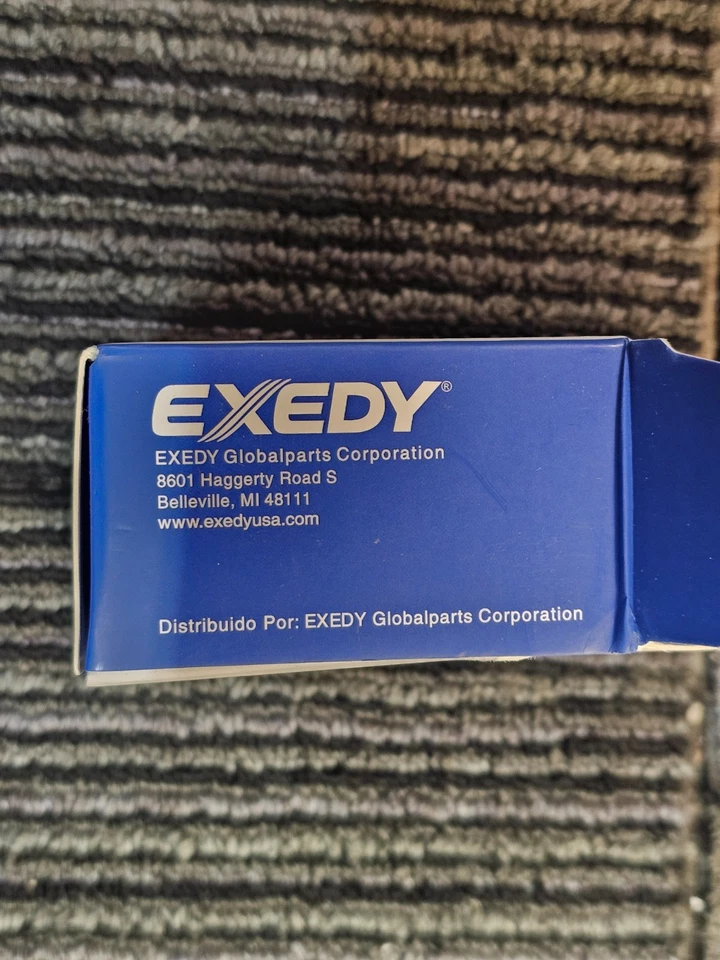 EXEDY®
EXEDY Globalparts Corporation
8601 Haggerty Road S
Belleville, MI 48111
www.exedyusa.com
Distribuido Por: EXEDY Globalparts Corporation